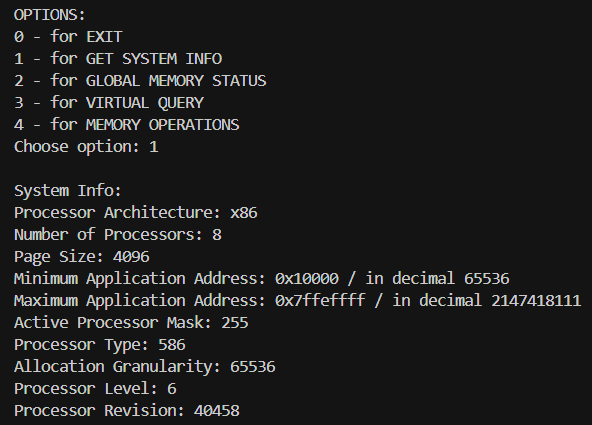 OPTIONS:
0 - for EXIT
1 - for GET SYSTEM INFO
2 - for GLOBAL MEMORY STATUS
3 - for VIRTUAL QUERY
4 - for MEMORY OPERATIONS
Choose option: 1
System Info:
Processor Architecture: x86
Number of Processors: 8
Page Size: 4096
Minimum Application Address: 0x10000 / in decimal 65536
Maximum Application Address: 0x7ffeffff / in decimal 2147418111
Active Processor Mask: 255
Processor Type: 586
Allocation Granularity: 65536
Processor Level: 6
Processor Revision: 40458